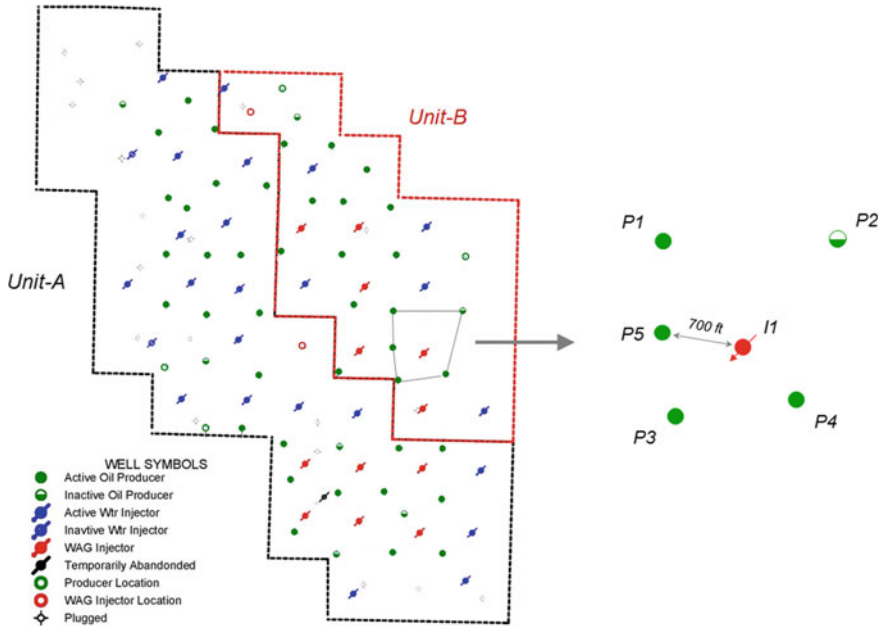 Unit-B
Unit-A
WELL SYMBOLS
Active Oil Producer
Inactive Oil Producer
Active Wtr Injector
Inavtive Wtr Injector
WAG Injector
Temporarily Abandonded
Producer Location
WAG Injector Location
Plugged
P1
P2
P5
700 ft
I1
P3
P4